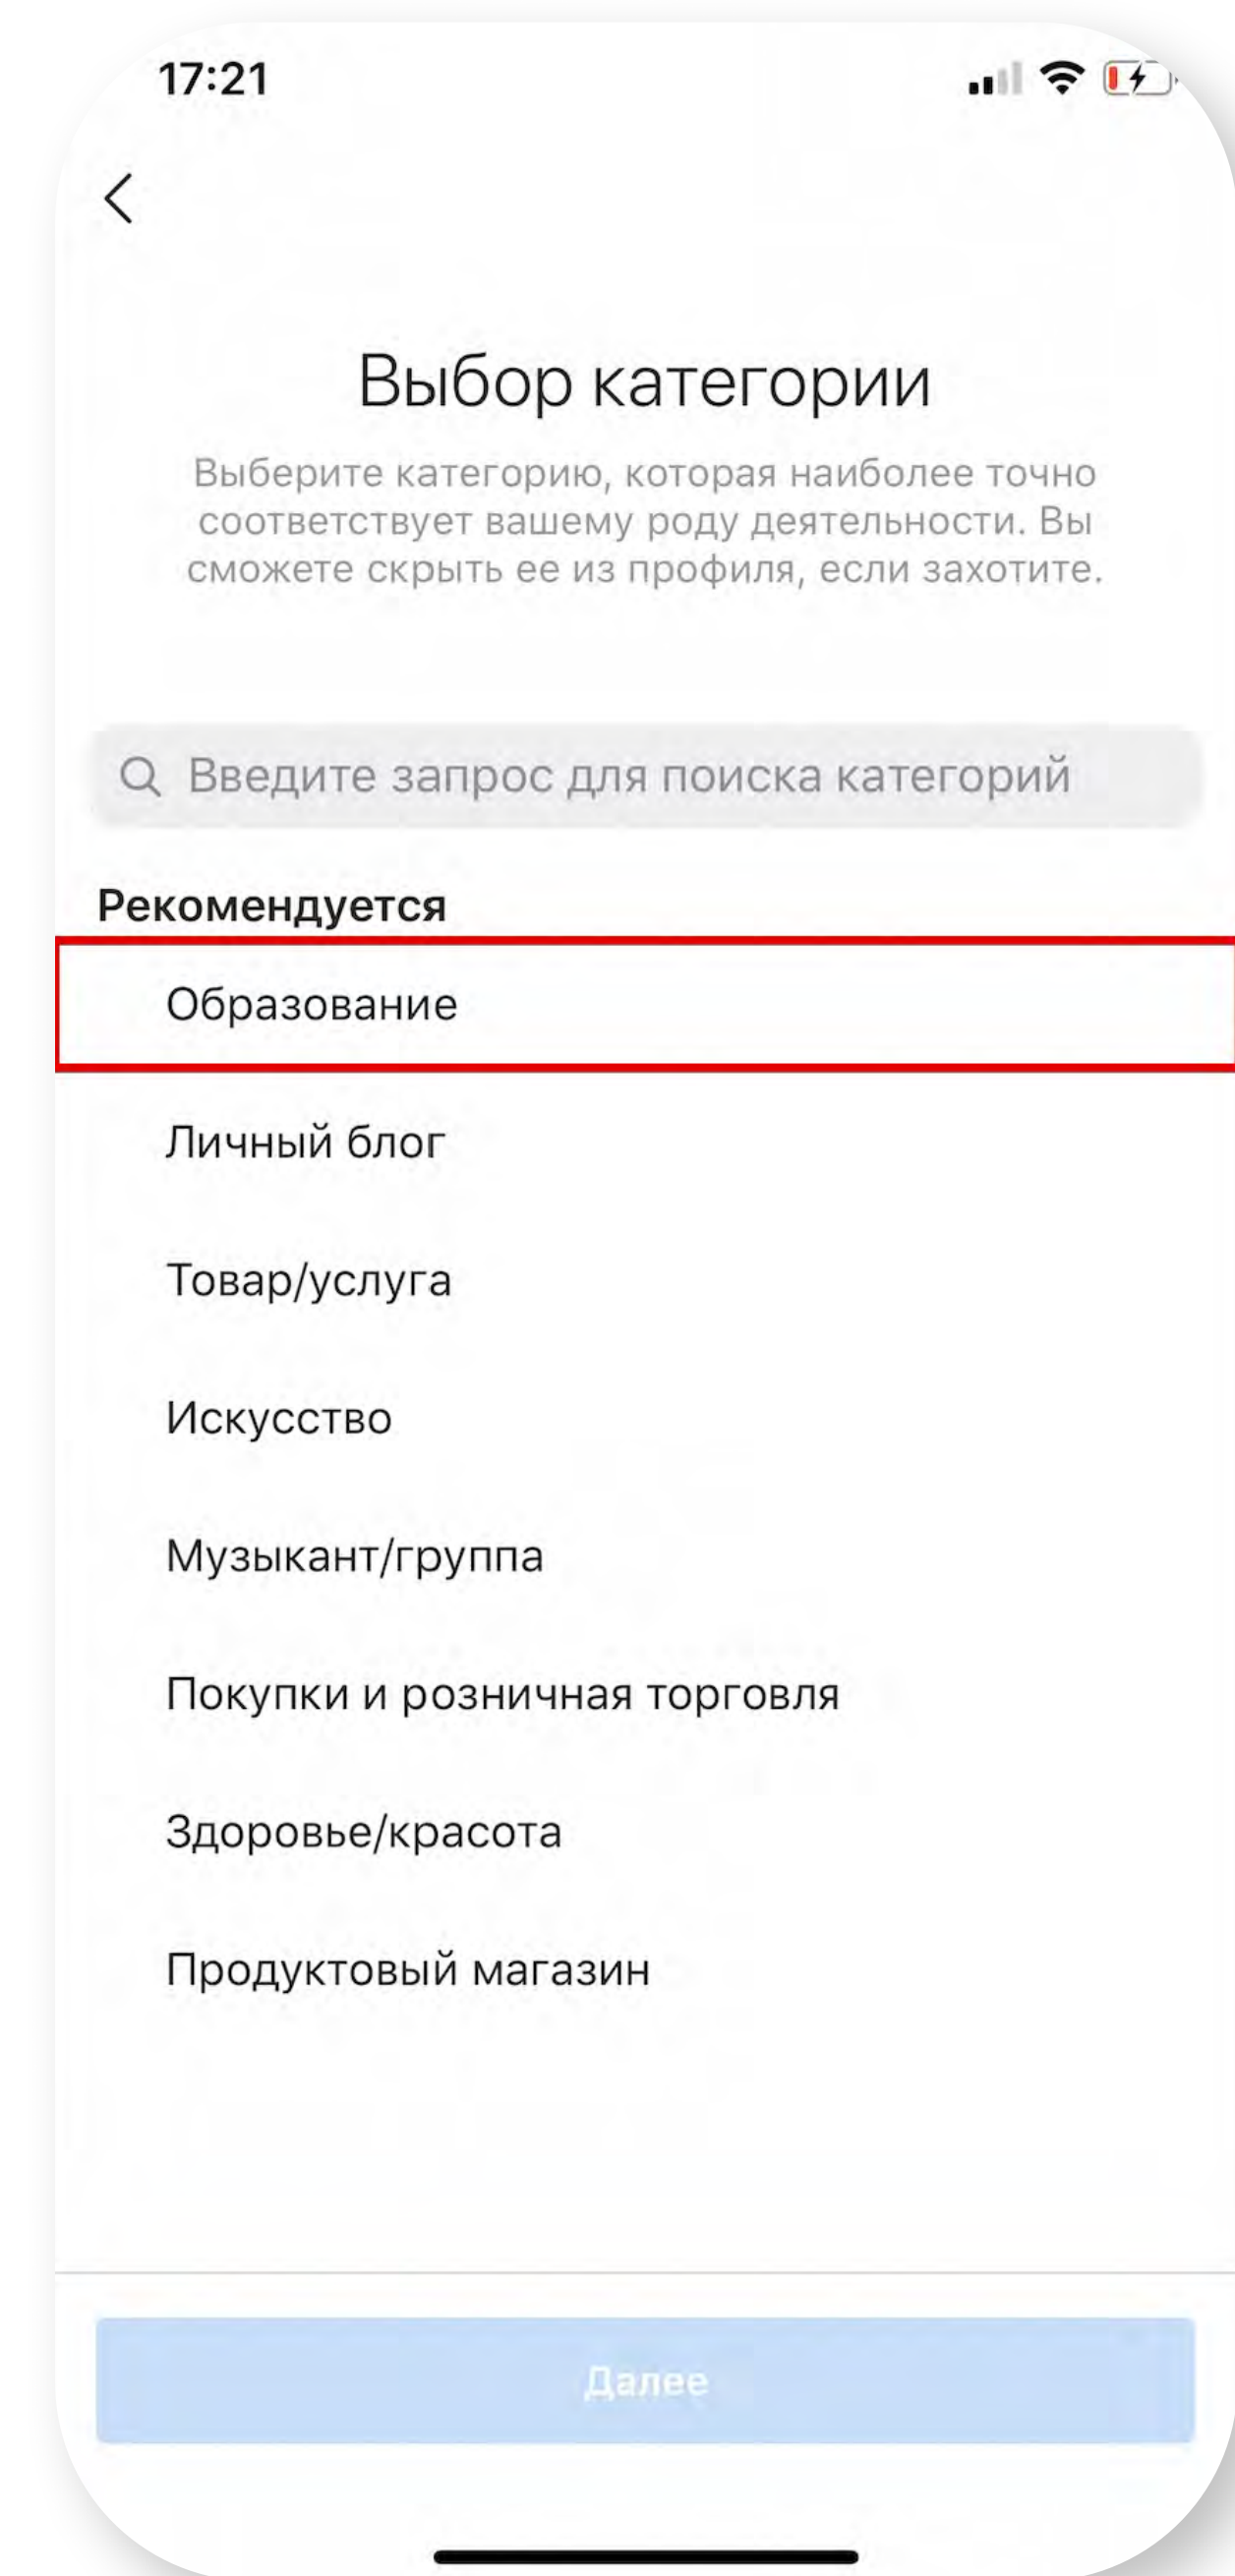 17:21
Выбор категории
Выберите категорию, которая наиболее точно
соответствует вашему роду деятельности. Вы
сможете скрыть ее из профиля, если захотите.
Введите запрос для поиска категорий
Рекомендуется
Образование
Личный блог
Товар/услуга
Искусство
Музыкант/группа
Покупки и розничная торговля
Здоровье/красота
Продуктовый магазин
Далее